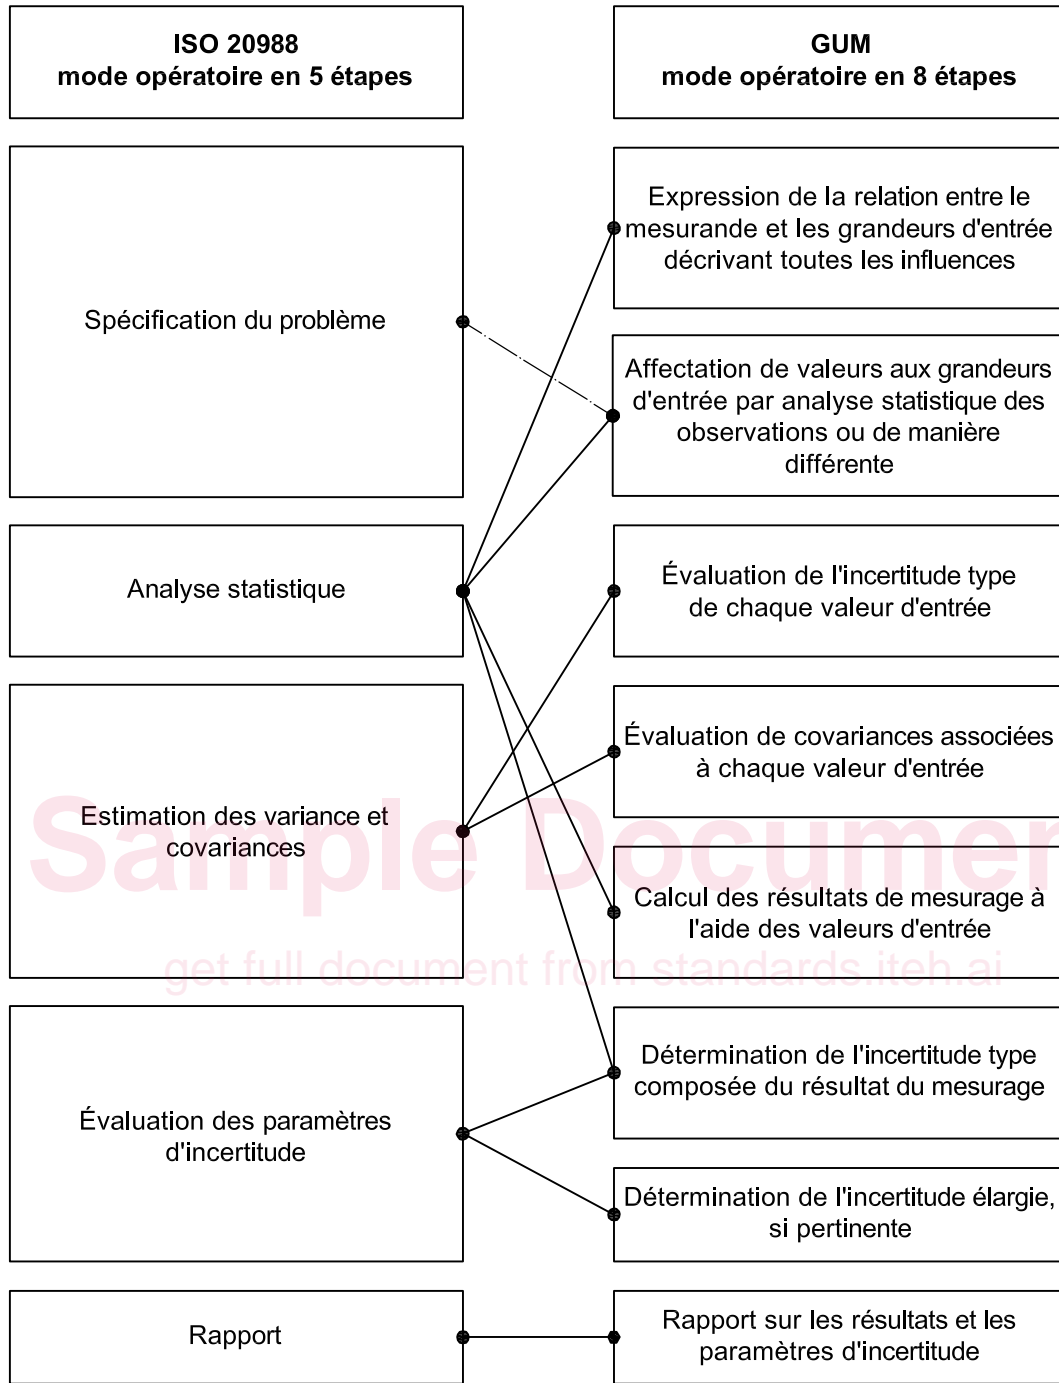 ISO 20988
mode opératoire en 5 étapes
GUM
mode opératoire en 8 étapes
Spécification du problème
Expression de la relation entre le
mesurande et les grandeurs d'entrée
décrivant toutes les influences
Affectation de valeurs aux grandeurs
d'entrée par analyse statistique des
observations ou de manière
différente
Analyse statistique
Évaluation de l'incertitude type
de chaque valeur d'entrée
Estimation des variance et
covariances
Évaluation de covariances associées
à chaque valeur d'entrée
Sample Documen
Calcul des résultats de mesurage à
l'aide des valeurs d'entrée
get full document from standards.iteh.ai
Évaluation des paramètres
d'incertitude
Détermination de l'incertitude type
composée du résultat du mesurage
Détermination de l'incertitude élargie,
si pertinente
Rapport
Rapport sur les résultats et les
paramètres d'incertitude